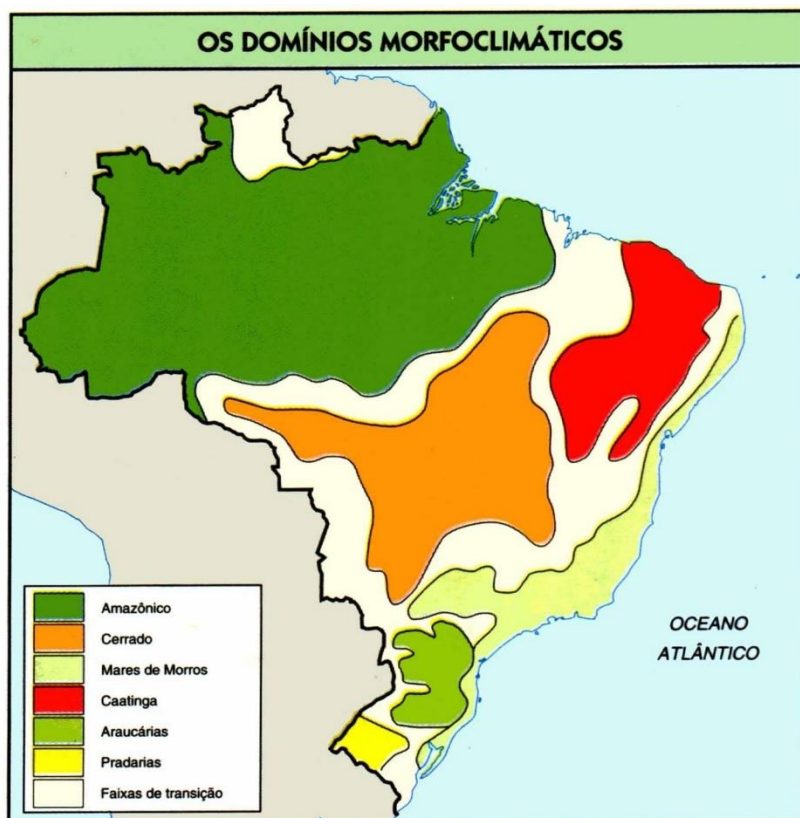 OS DOMÍNIOS MORFOCLIMÁTICOS
OCEANO
ATLÂNTICO
Amazônico
Cerrado
Mares de Morros
Caatinga
Araucárias
Pradarias
Faixas de transição